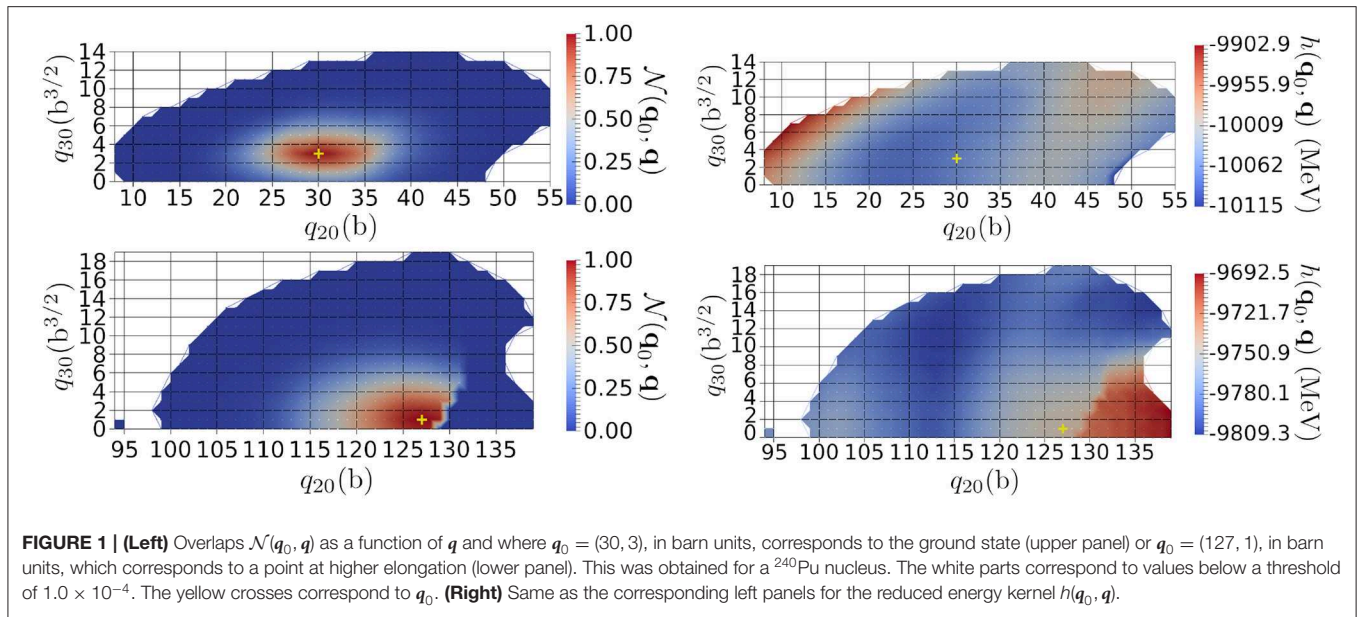 14
12
10
8
6
4
2
0
q30(b^3/2)
10 15 20 25 30 35 40 45 50 55
q20(b)
1.00
0.75
0.50
0.25
0.00
𝒩(q0, q)
14
12
10
8
6
4
2
0
q30(b^3/2)
10 15 20 25 30 35 40 45 50 55
q20(b)
-9902.9
-9955.9
-10009
-10062
-10115
h(q0, q) (MeV)
18
16
14
12
10
8
6
4
2
0
q30(b^3/2)
95 100 105 110 115 120 125 130 135
q20(b)
1.00
0.75
0.50
0.25
0.00
𝒩(q0, q)
18
16
14
12
10
8
6
4
2
0
q30(b^3/2)
95 100 105 110 115 120 125 130 135
q20(b)
-9692.5
-9721.7
-9750.9
-9780.1
-9809.3
h(q0, q) (MeV)
FIGURE 1 | (Left) Overlaps 𝒩(q0, q) as a function of q and where q0 = (30, 3), in barn units, corresponds to the ground state (upper panel) or q0 = (127, 1), in barn
units, which corresponds to a point at higher elongation (lower panel). This was obtained for a ²⁴⁰Pu nucleus. The white parts correspond to values below a threshold
of 1.0 × 10⁻⁴. The yellow crosses correspond to q0. (Right) Same as the corresponding left panels for the reduced energy kernel h(q0, q).